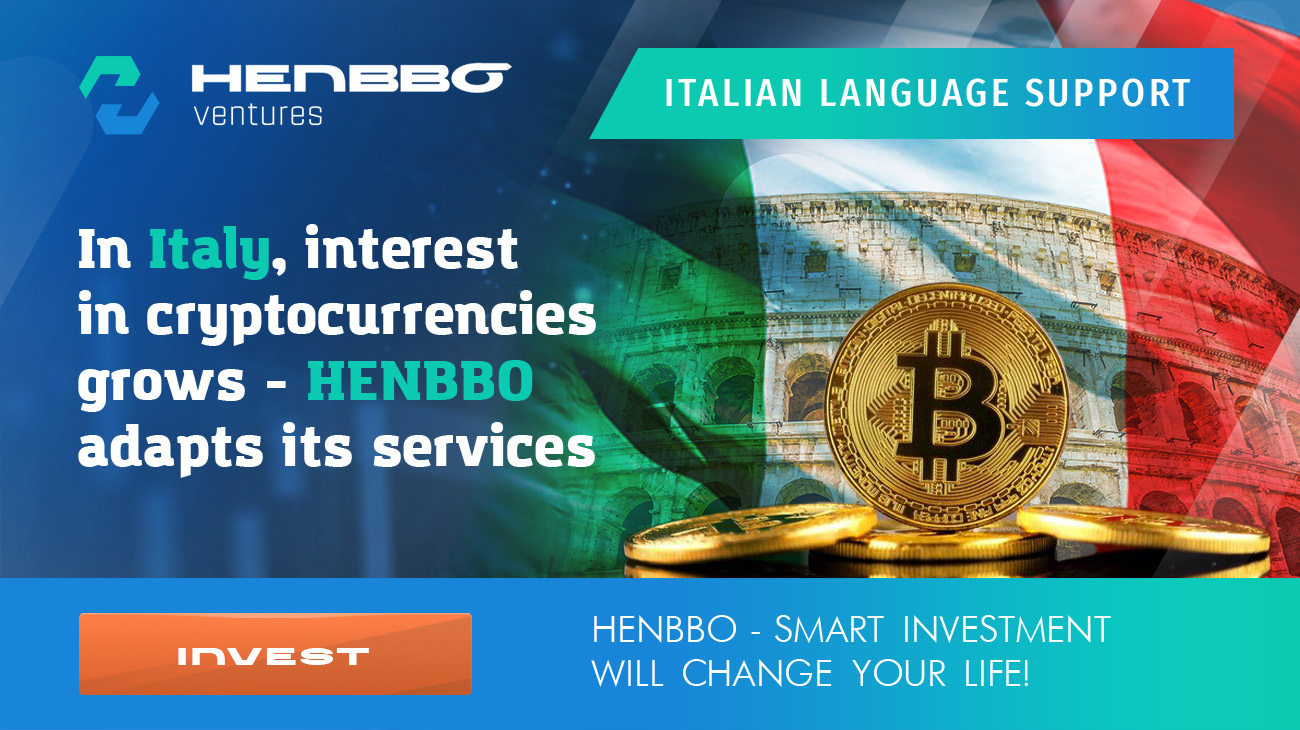 HENBBO
ventures
ITALIAN LANGUAGE SUPPORT
In Italy, interest
in cryptocurrencies
grows - HENBBO
adapts its services
INVEST
HENBBO - SMART INVESTMENT
WILL CHANGE YOUR LIFE!